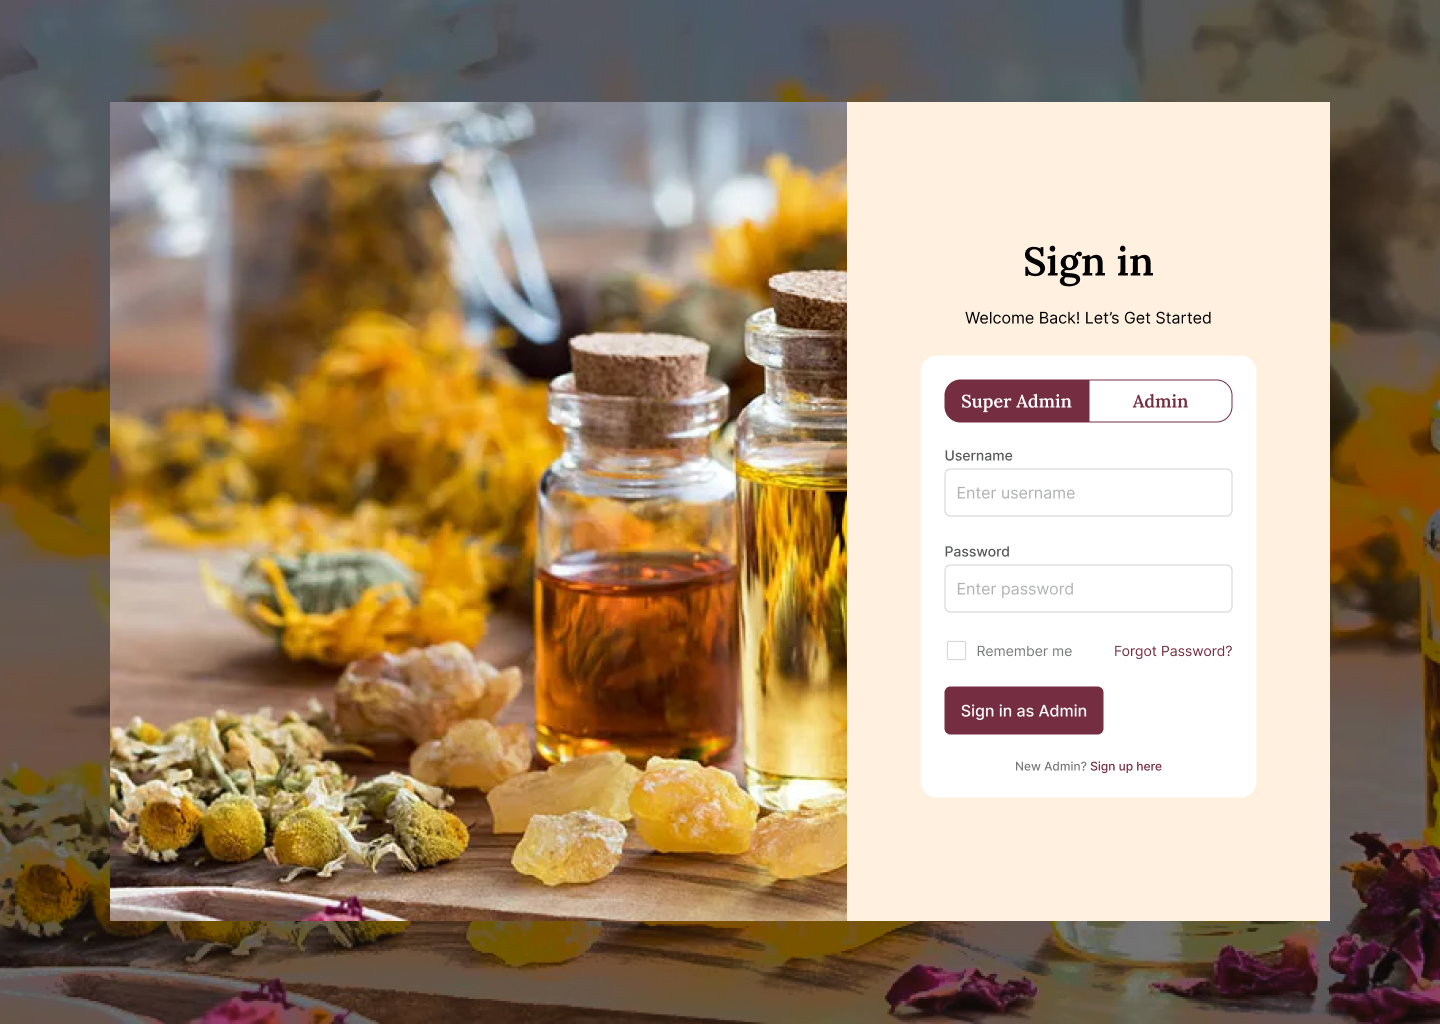 Sign in
Welcome Back! Let’s Get Started
Super Admin
Admin
Username
Enter username
Password
Enter password
Remember me
Forgot Password?
Sign in as Admin
New Admin? Sign up here